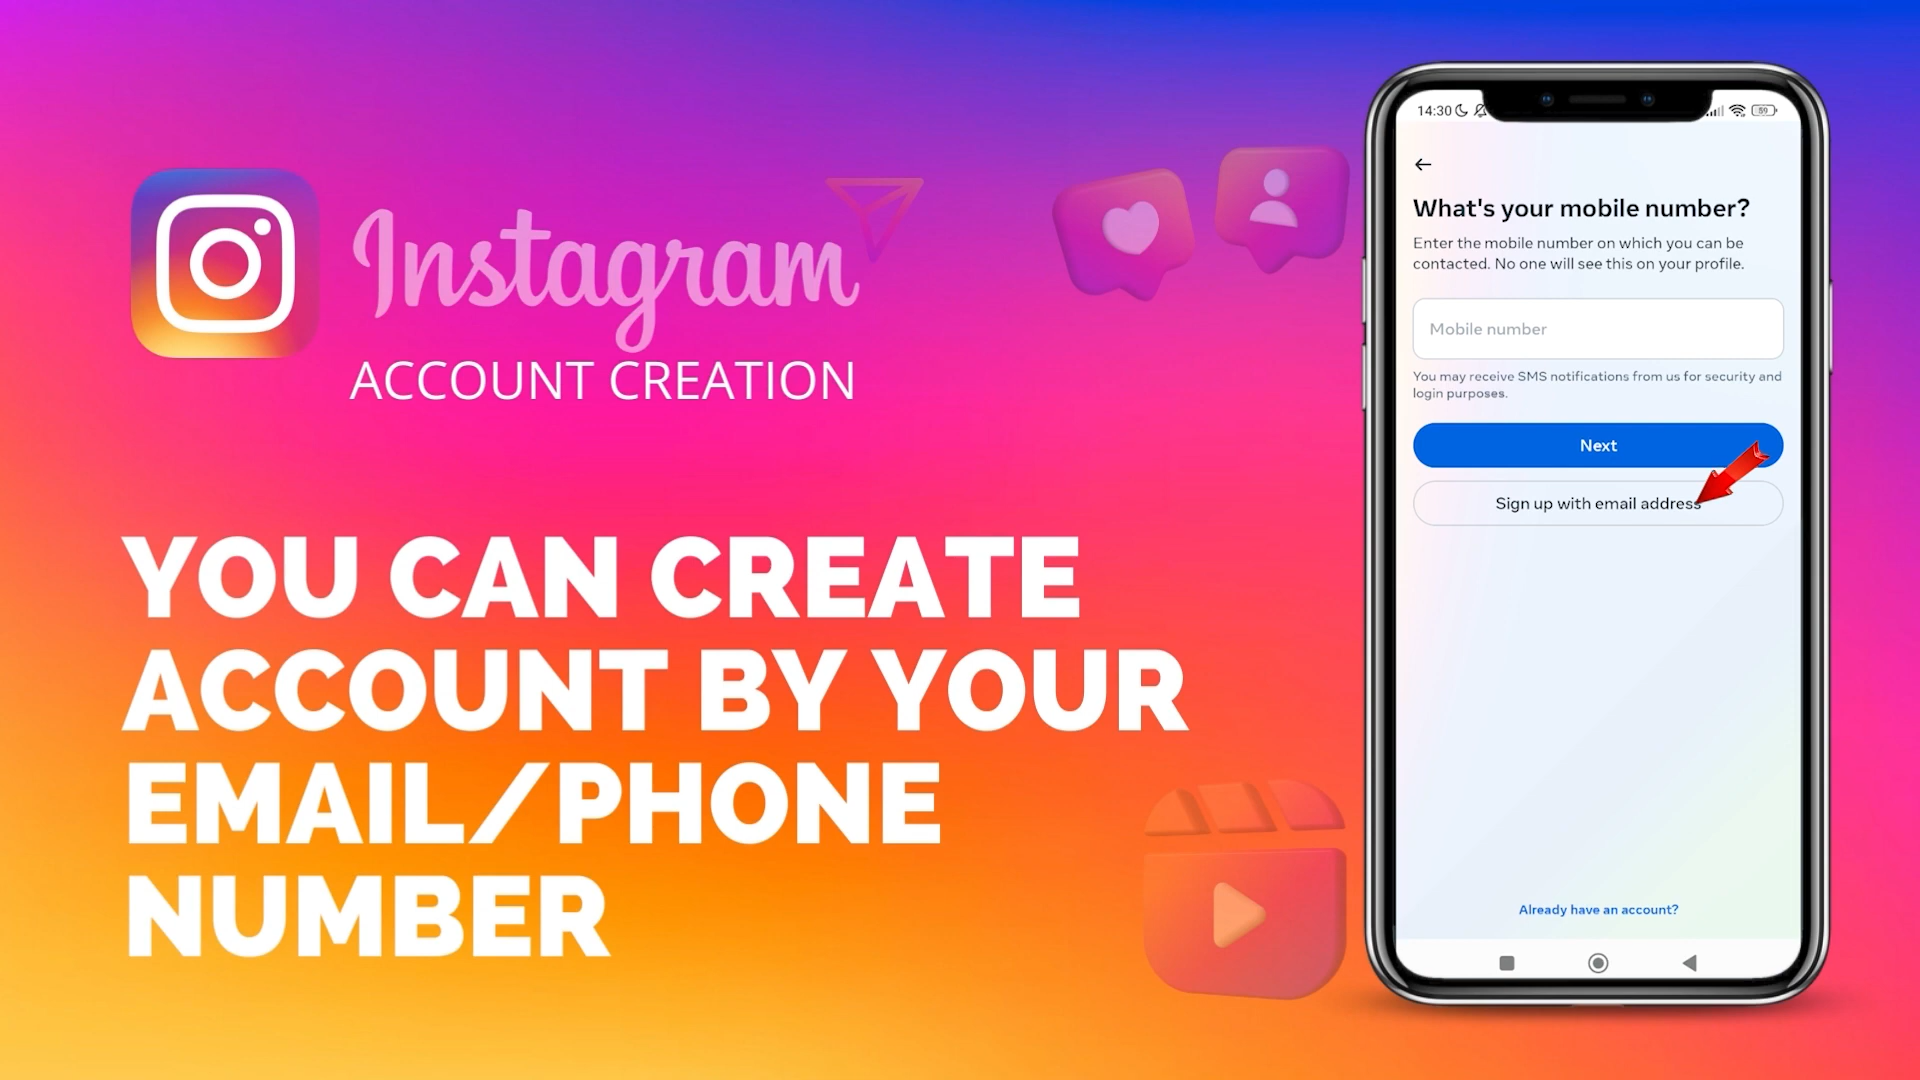 Instagram
ACCOUNT CREATION
YOU CAN CREATE
ACCOUNT BY YOUR
EMAIL/PHONE
NUMBER
14:30
59
What's your mobile number?
Enter the mobile number on which you can be
contacted. No one will see this on your profile.
Mobile number
You may receive SMS notifications from us for security and
login purposes.
Next
Sign up with email address
Already have an account?